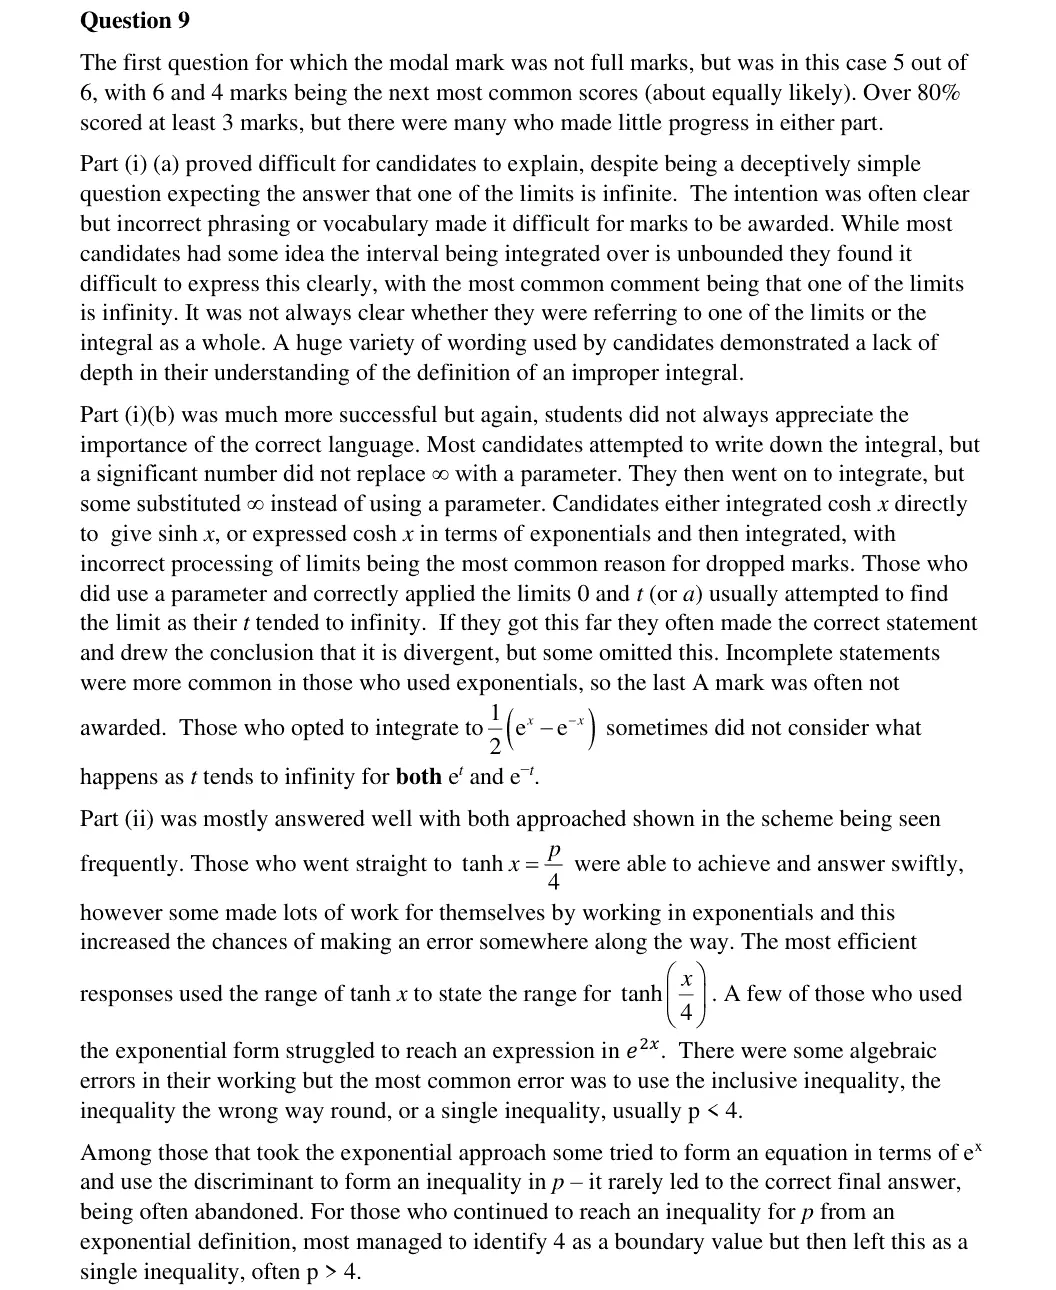 Question 9
The first question for which the modal mark was not full marks, but was in this case 5 out of
6, with 6 and 4 marks being the next most common scores (about equally likely). Over 80%
scored at least 3 marks, but there were many who made little progress in either part.
Part (i) (a) proved difficult for candidates to explain, despite being a deceptively simple
question expecting the answer that one of the limits is infinite.  The intention was often clear
but incorrect phrasing or vocabulary made it difficult for marks to be awarded. While most
candidates had some idea the interval being integrated over is unbounded they found it
difficult to express this clearly, with the most common comment being that one of the limits
is infinity. It was not always clear whether they were referring to one of the limits or the
integral as a whole. A huge variety of wording used by candidates demonstrated a lack of
depth in their understanding of the definition of an improper integral.
Part (i)(b) was much more successful but again, students did not always appreciate the
importance of the correct language. Most candidates attempted to write down the integral, but
a significant number did not replace ∞ with a parameter. They then went on to integrate, but
some substituted ∞ instead of using a parameter. Candidates either integrated cosh x directly
to  give sinh x, or expressed cosh x in terms of exponentials and then integrated, with
incorrect processing of limits being the most common reason for dropped marks. Those who
did use a parameter and correctly applied the limits 0 and t (or a) usually attempted to find
the limit as their t tended to infinity.  If they got this far they often made the correct statement
and drew the conclusion that it is divergent, but some omitted this. Incomplete statements
were more common in those who used exponentials, so the last A mark was often not
awarded.  Those who opted to integrate to 1/2 (eˣ − e⁻ˣ) sometimes did not consider what
happens as t tends to infinity for both eᵗ and e⁻ᵗ.
Part (ii) was mostly answered well with both approached shown in the scheme being seen
frequently. Those who went straight to tanh x = p/4 were able to achieve and answer swiftly,
however some made lots of work for themselves by working in exponentials and this
increased the chances of making an error somewhere along the way. The most efficient
responses used the range of tanh x to state the range for tanh (x/4). A few of those who used
the exponential form struggled to reach an expression in e²ˣ.  There were some algebraic
errors in their working but the most common error was to use the inclusive inequality, the
inequality the wrong way round, or a single inequality, usually p < 4.
Among those that took the exponential approach some tried to form an equation in terms of eˣ
and use the discriminant to form an inequality in p – it rarely led to the correct final answer,
being often abandoned. For those who continued to reach an inequality for p from an
exponential definition, most managed to identify 4 as a boundary value but then left this as a
single inequality, often p > 4.